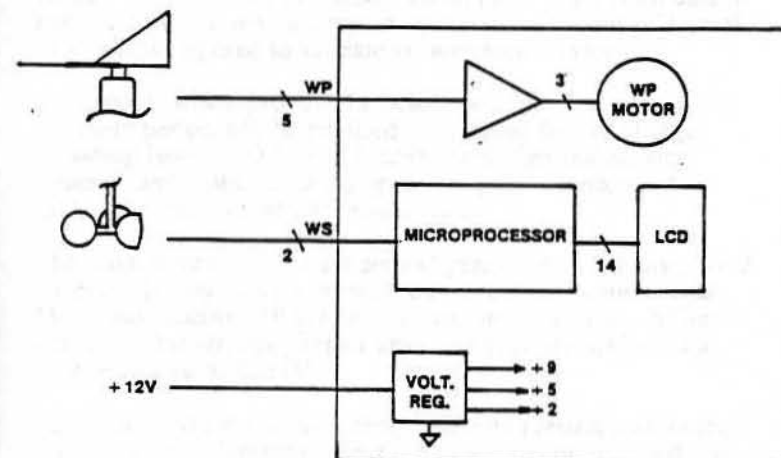 WP
5
3
WP
MOTOR
WS
2
MICROPROCESSOR
14
LCD
+12V
VOLT.
REG.
+9
+5
+2